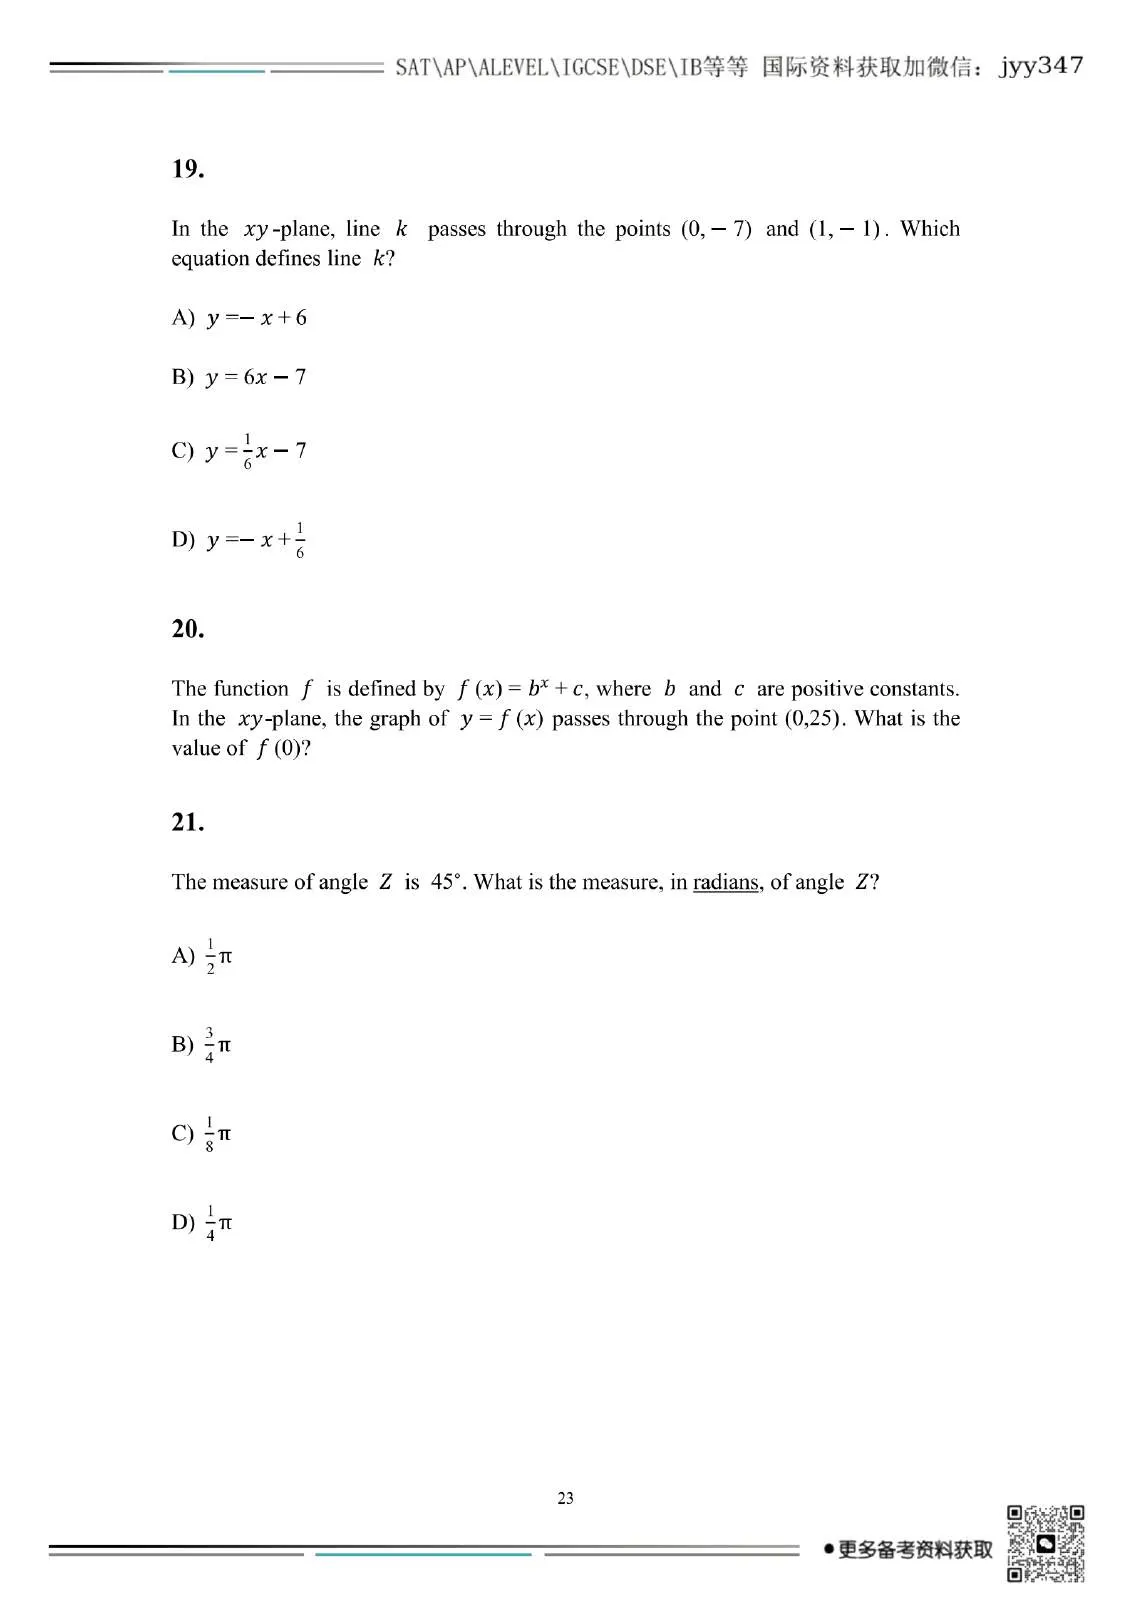 SAT\AP\ALEVEL\IGCSE\DSE\IB等等 国际资料获取加微信：jyy347
19.
In the xy-plane, line k passes through the points (0, − 7) and (1, − 1). Which
equation defines line k?
A) y =− x + 6
B) y = 6x − 7
C) y = 1/6 x − 7
D) y =− x + 1/6
20.
The function f is defined by f (x) = bˣ + c, where b and c are positive constants.
In the xy-plane, the graph of y = f (x) passes through the point (0,25). What is the
value of f (0)?
21.
The measure of angle Z is 45°. What is the measure, in radians, of angle Z?
A) 1/2 π
B) 3/4 π
C) 1/8 π
D) 1/4 π
23
●更多备考资料获取